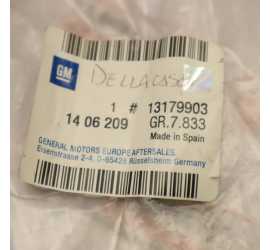 GM
DELLACASA
1 # 13179903
14 06 209 GR.7.833
Made in Spain
GENERAL MOTORS EUROPE AFTERSALES
Eisenstrasse 2-4, D-65428 Rüsselsheim Germany